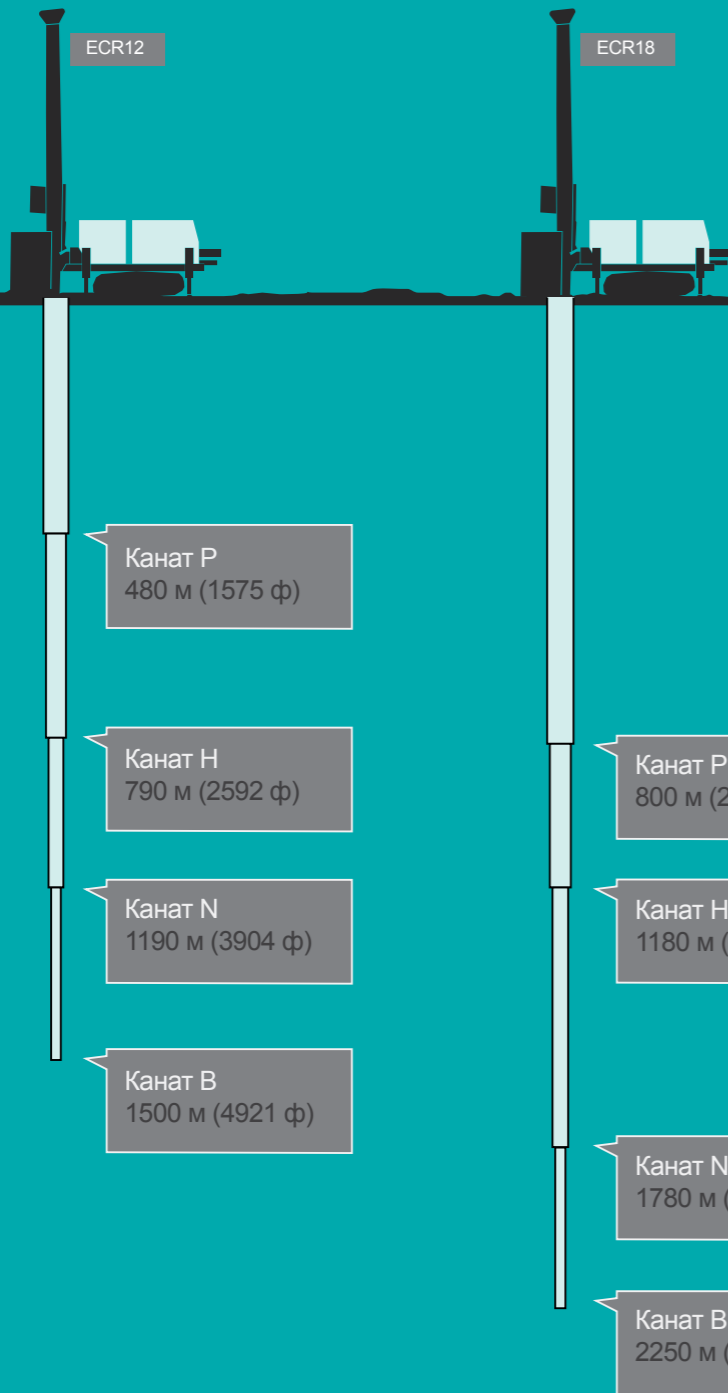 ECR12
ECR18
Канат P
480 м (1575 ф)
Канат H
790 м (2592 ф)
Канат N
1190 м (3904 ф)
Канат B
1500 м (4921 ф)
Канат P
800 м (2
Канат H
1180 м (
Канат N
1780 м (
Канат B
2250 м (